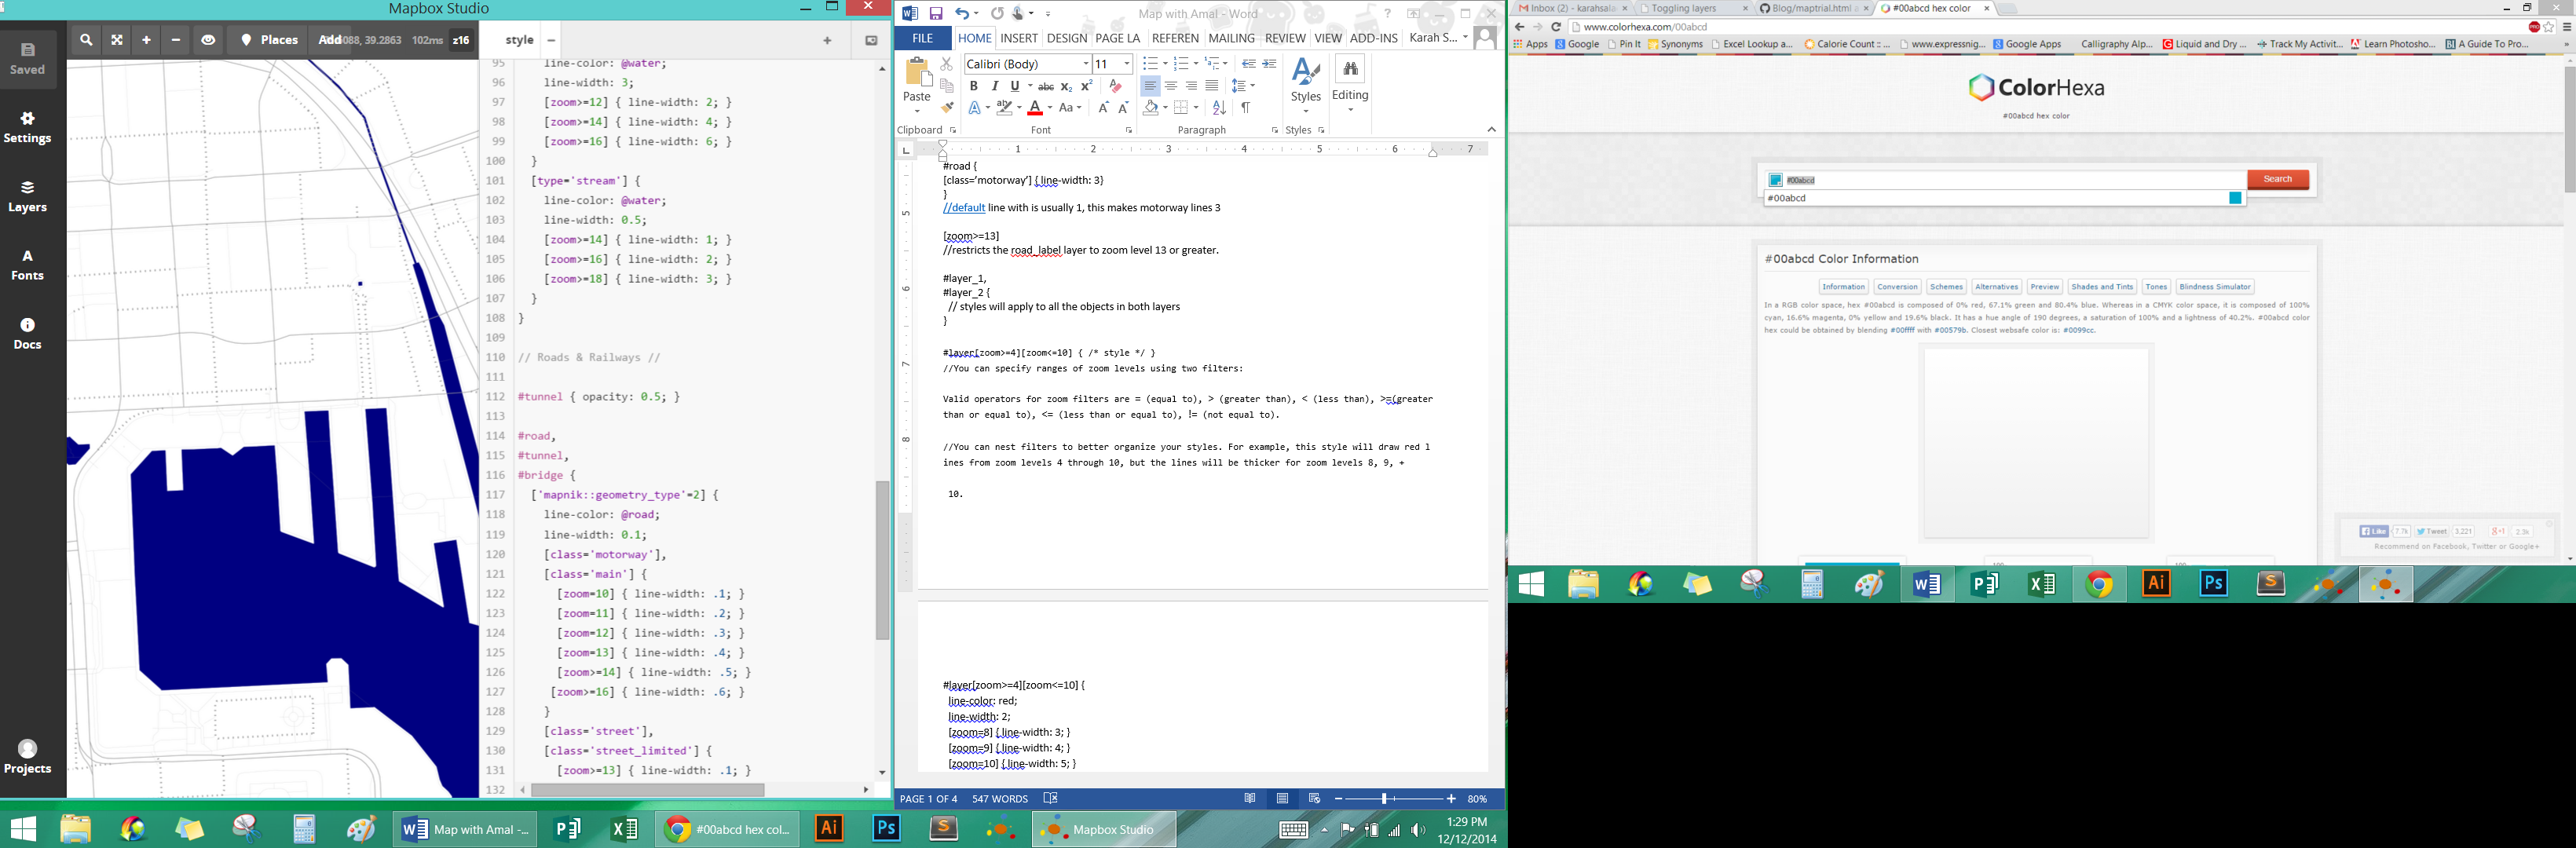 Mapbox Studio
Saved
Settings
Layers
Fonts
Docs
Projects
Places
Add
088, 39.2863
102ms
z16
style
95 line-color: @water;
96 line-width: 3;
97 [zoom>=12] { line-width: 2; }
98 [zoom>=14] { line-width: 4; }
99 [zoom>=16] { line-width: 6; }
100 }
101 [type='stream'] {
102 line-color: @water;
103 line-width: 0.5;
104 [zoom>=14] { line-width: 1; }
105 [zoom>=16] { line-width: 2; }
106 [zoom>=18] { line-width: 3; }
107 }
108 }
109
110 // Roads & Railways //
111
112 #tunnel { opacity: 0.5; }
113
114 #road,
115 #tunnel,
116 #bridge {
117 ['mapnik::geometry_type'=2] {
118 line-color: @road;
119 line-width: 0.1;
120 [class='motorway'],
121 [class='main'] {
122 [zoom=10] { line-width: .1; }
123 [zoom=11] { line-width: .2; }
124 [zoom=12] { line-width: .3; }
125 [zoom=13] { line-width: .4; }
126 [zoom>=14] { line-width: .5; }
127 [zoom>=16] { line-width: .6; }
128 }
129 [class='street'],
130 [class='street_limited'] {
131 [zoom>=13] { line-width: .1; }
132
Map with Amal - Word
FILE HOME INSERT DESIGN PAGE LA REFEREN MAILING REVIEW VIEW ADD-INS Karah S...
Calibri (Body) 11
Paste
Styles
Editing
Clipboard Font Paragraph Styles
1 2 3 4 5 6 7
#road {
[class='motorway'] { line-width: 3}
}
//default line with is usually 1, this makes motorway lines 3
[zoom>=13]
//restricts the road_label layer to zoom level 13 or greater.
#layer_1,
#layer_2 {
// styles will apply to all the objects in both layers
}
#layer[zoom>=4][zoom<=10] { /* style */ }
//You can specify ranges of zoom levels using two filters:
Valid operators for zoom filters are = (equal to), > (greater than), < (less than), >=(greater
than or equal to), <= (less than or equal to), != (not equal to).
//You can nest filters to better organize your styles. For example, this style will draw red l
ines from zoom levels 4 through 10, but the lines will be thicker for zoom levels 8, 9, +
10.
#layer[zoom>=4][zoom<=10] {
line-color: red;
line-width: 2;
[zoom=8] { line-width: 3; }
[zoom=9] { line-width: 4; }
[zoom=10] { line-width: 5; }
5
6
7
8
PAGE 1 OF 4 547 WORDS 80%
Map with Amal -...
#00abcd hex col...
Mapbox Studio
1:29 PM
12/12/2014
Inbox (2) - karahsala
Toggling layers
Blog/maptrial.html a
#00abcd hex color
www.colorhexa.com/00abcd
Apps Google Pin It Synonyms Excel Lookup a... Calorie Count :: ... www.expressnig... Google Apps Calligraphy Alp... Liquid and Dry ... Track My Activit... Learn Photosho... A Guide To Pro...
ColorHexa
#00abcd hex color
#00abcd
Search
#00abcd
#00abcd Color Information
Information Conversion Schemes Alternatives Preview Shades and Tints Tones Blindness Simulator
In a RGB color space, hex #00abcd is composed of 0% red, 67.1% green and 80.4% blue. Whereas in a CMYK color space, it is composed of 100%
cyan, 16.6% magenta, 0% yellow and 19.6% black. It has a hue angle of 190 degrees, a saturation of 100% and a lightness of 40.2%. #00abcd color
hex could be obtained by blending #00ffff with #00579b. Closest websafe color is: #0099cc.
Like 7.7k Tweet 3,221 +1 2.3k
Recommend on Facebook, Twitter or Google+